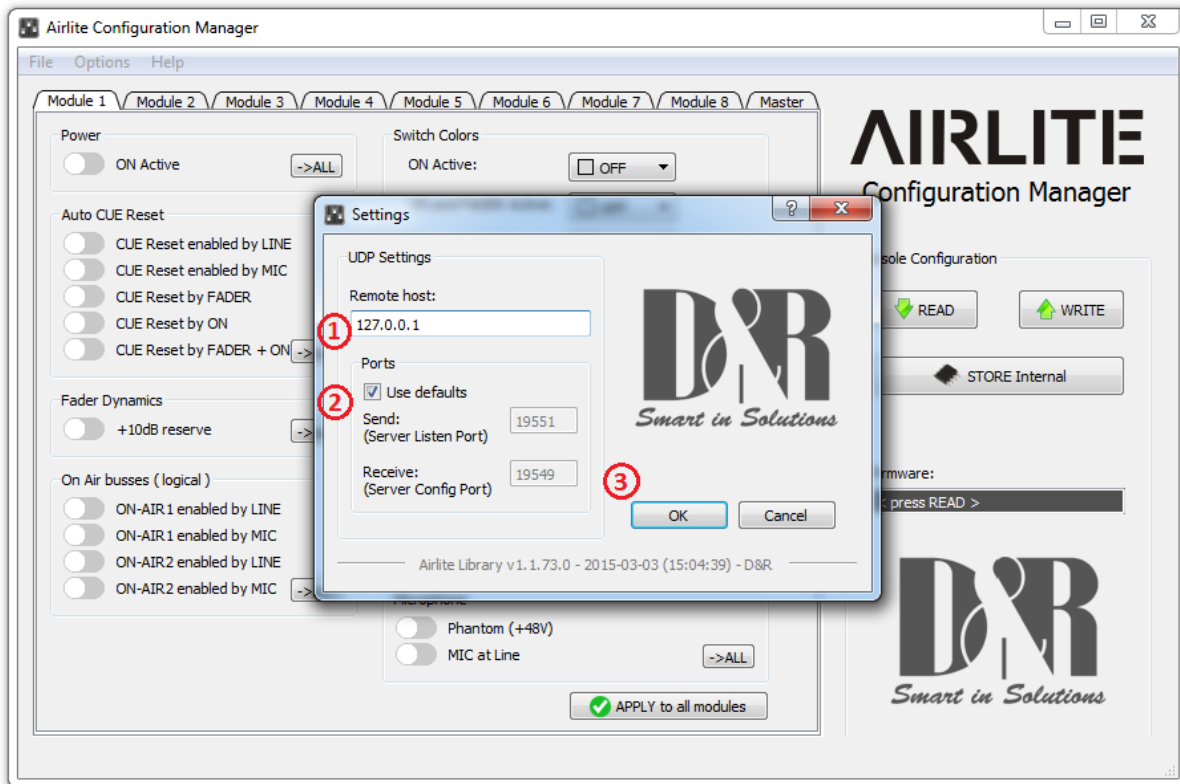 Airlite Configuration Manager
File Options Help
Module 1 Module 2 Module 3 Module 4 Module 5 Module 6 Module 7 Module 8 Master
Power
ON Active
->ALL
Switch Colors
ON Active:
OFF
AIRLITE
Configuration Manager
Auto CUE Reset
CUE Reset enabled by LINE
CUE Reset enabled by MIC
CUE Reset by FADER
CUE Reset by ON
CUE Reset by FADER + ON
->
Fader Dynamics
+10dB reserve
->
On Air busses ( logical )
ON-AIR1 enabled by LINE
ON-AIR1 enabled by MIC
ON-AIR2 enabled by LINE
ON-AIR2 enabled by MIC
->
Settings
UDP Settings
Remote host:
1
127.0.0.1
Ports
2
Use defaults
Send:
(Server Listen Port)
19551
Receive:
(Server Config Port)
19549
D&R
Smart in Solutions
3
OK
Cancel
Airlite Library v1.1.73.0 - 2015-03-03 (15:04:39) - D&R
Phantom (+48V)
MIC at Line
->ALL
APPLY to all modules
sole Configuration
READ
WRITE
STORE Internal
rmware:
< press READ >
D&R
Smart in Solutions